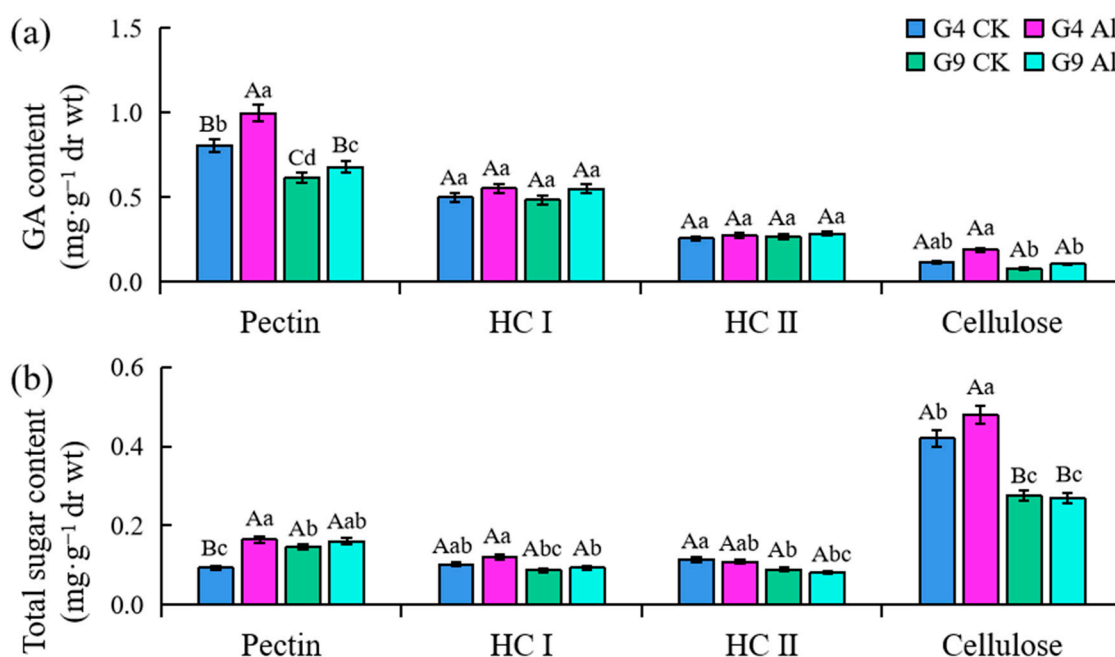 (a)
GA content
(mg·g⁻¹ dr wt)
1.5
1.0
0.5
0.0
G4 CK G4 Al
G9 CK G9 Al
Bb Aa Cd Bc
Aa Aa Aa Aa
Aa Aa Aa Aa
Aab Aa Ab Ab
Pectin HC I HC II Cellulose
(b)
Total sugar content
(mg·g⁻¹ dr wt)
0.6
0.4
0.2
0.0
Bc Aa Ab Aab
Aab Aa Abc Ab
Aa Aab Ab Abc
Ab Aa Bc Bc
Pectin HC I HC II Cellulose